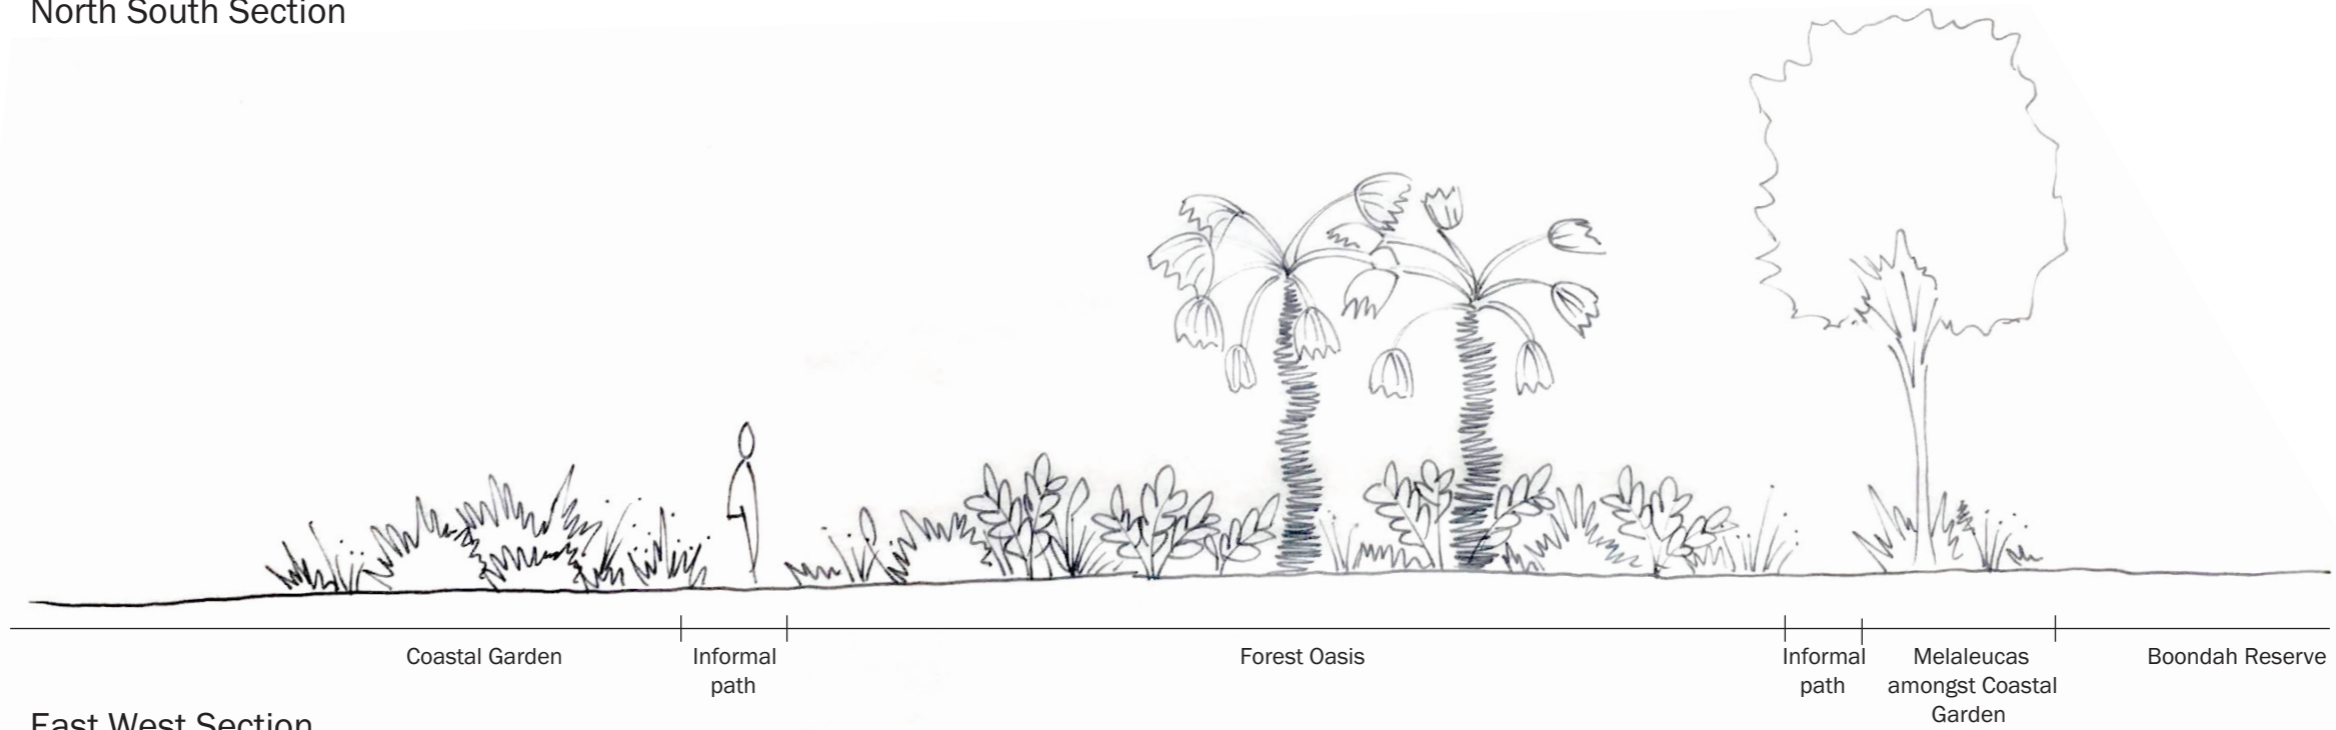 North South Section
Coastal Garden
Informal
path
Forest Oasis
Informal
path
Melaleucas
amongst Coastal
Garden
Boondah Reserve
East West Section